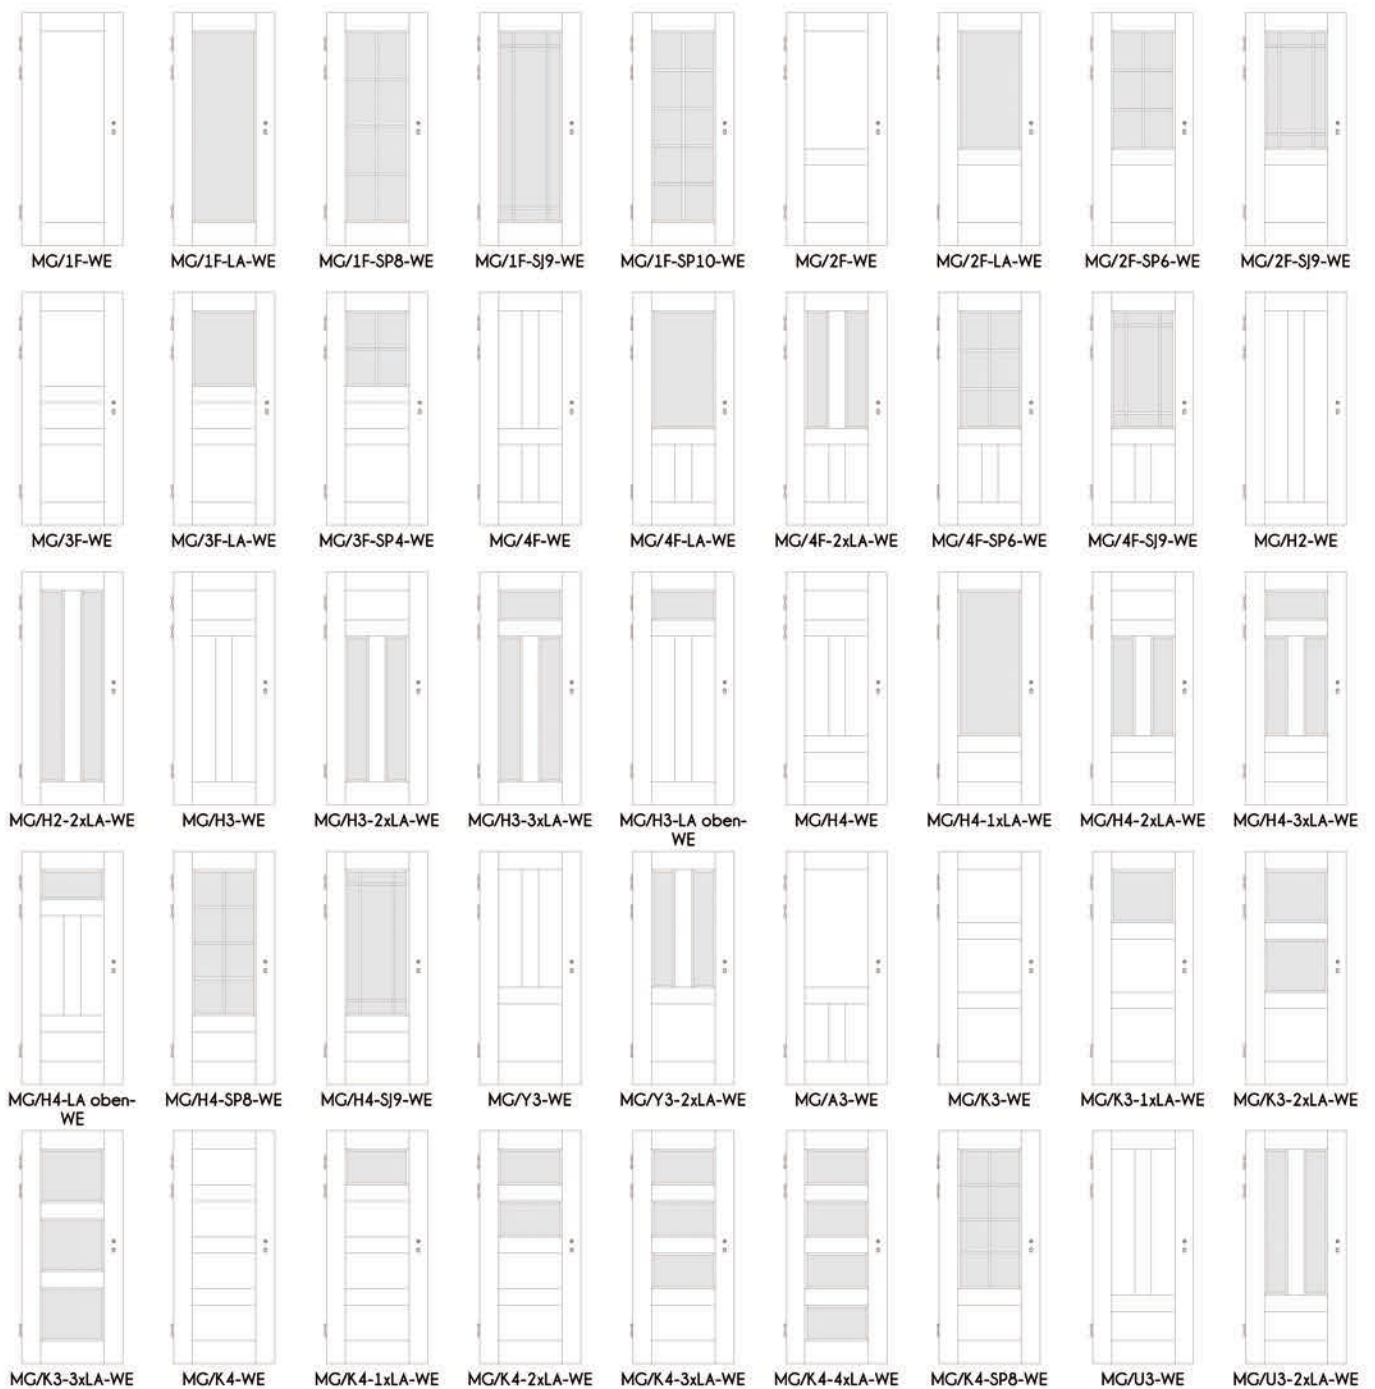 MG/1F-WE
MG/1F-LA-WE
MG/1F-SP8-WE
MG/1F-SJ9-WE
MG/1F-SP10-WE
MG/2F-WE
MG/2F-LA-WE
MG/2F-SP6-WE
MG/2F-SJ9-WE
MG/3F-WE
MG/3F-LA-WE
MG/3F-SP4-WE
MG/4F-WE
MG/4F-LA-WE
MG/4F-2xLA-WE
MG/4F-SP6-WE
MG/4F-SJ9-WE
MG/H2-WE
MG/H2-2xLA-WE
MG/H3-WE
MG/H3-2xLA-WE
MG/H3-3xLA-WE
MG/H3-LA oben-
WE
MG/H4-WE
MG/H4-1xLA-WE
MG/H4-2xLA-WE
MG/H4-3xLA-WE
MG/H4-LA oben-
WE
MG/H4-SP8-WE
MG/H4-SJ9-WE
MG/Y3-WE
MG/Y3-2xLA-WE
MG/A3-WE
MG/K3-WE
MG/K3-1xLA-WE
MG/K3-2xLA-WE
MG/K3-3xLA-WE
MG/K4-WE
MG/K4-1xLA-WE
MG/K4-2xLA-WE
MG/K4-3xLA-WE
MG/K4-4xLA-WE
MG/K4-SP8-WE
MG/U3-WE
MG/U3-2xLA-WE